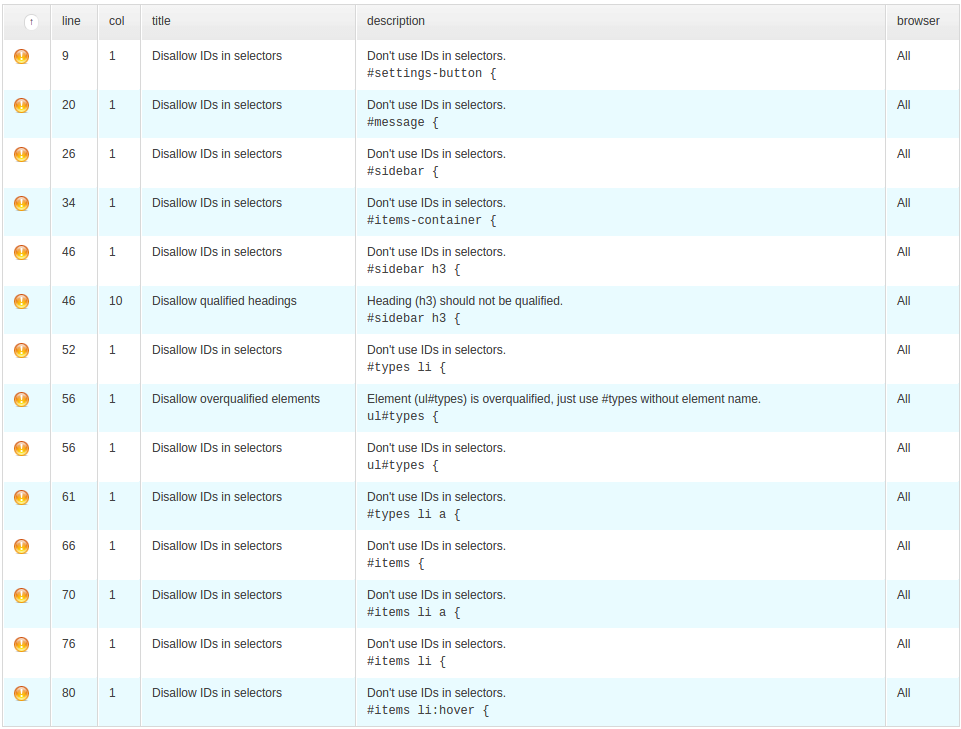 ↑ line col title description browser
9 1 Disallow IDs in selectors Don't use IDs in selectors. All
#settings-button {
20 1 Disallow IDs in selectors Don't use IDs in selectors. All
#message {
26 1 Disallow IDs in selectors Don't use IDs in selectors. All
#sidebar {
34 1 Disallow IDs in selectors Don't use IDs in selectors. All
#items-container {
46 1 Disallow IDs in selectors Don't use IDs in selectors. All
#sidebar h3 {
46 10 Disallow qualified headings Heading (h3) should not be qualified. All
#sidebar h3 {
52 1 Disallow IDs in selectors Don't use IDs in selectors. All
#types li {
56 1 Disallow overqualified elements Element (ul#types) is overqualified, just use #types without element name. All
ul#types {
56 1 Disallow IDs in selectors Don't use IDs in selectors. All
ul#types {
61 1 Disallow IDs in selectors Don't use IDs in selectors. All
#types li a {
66 1 Disallow IDs in selectors Don't use IDs in selectors. All
#items {
70 1 Disallow IDs in selectors Don't use IDs in selectors. All
#items li a {
76 1 Disallow IDs in selectors Don't use IDs in selectors. All
#items li {
80 1 Disallow IDs in selectors Don't use IDs in selectors. All
#items li:hover {